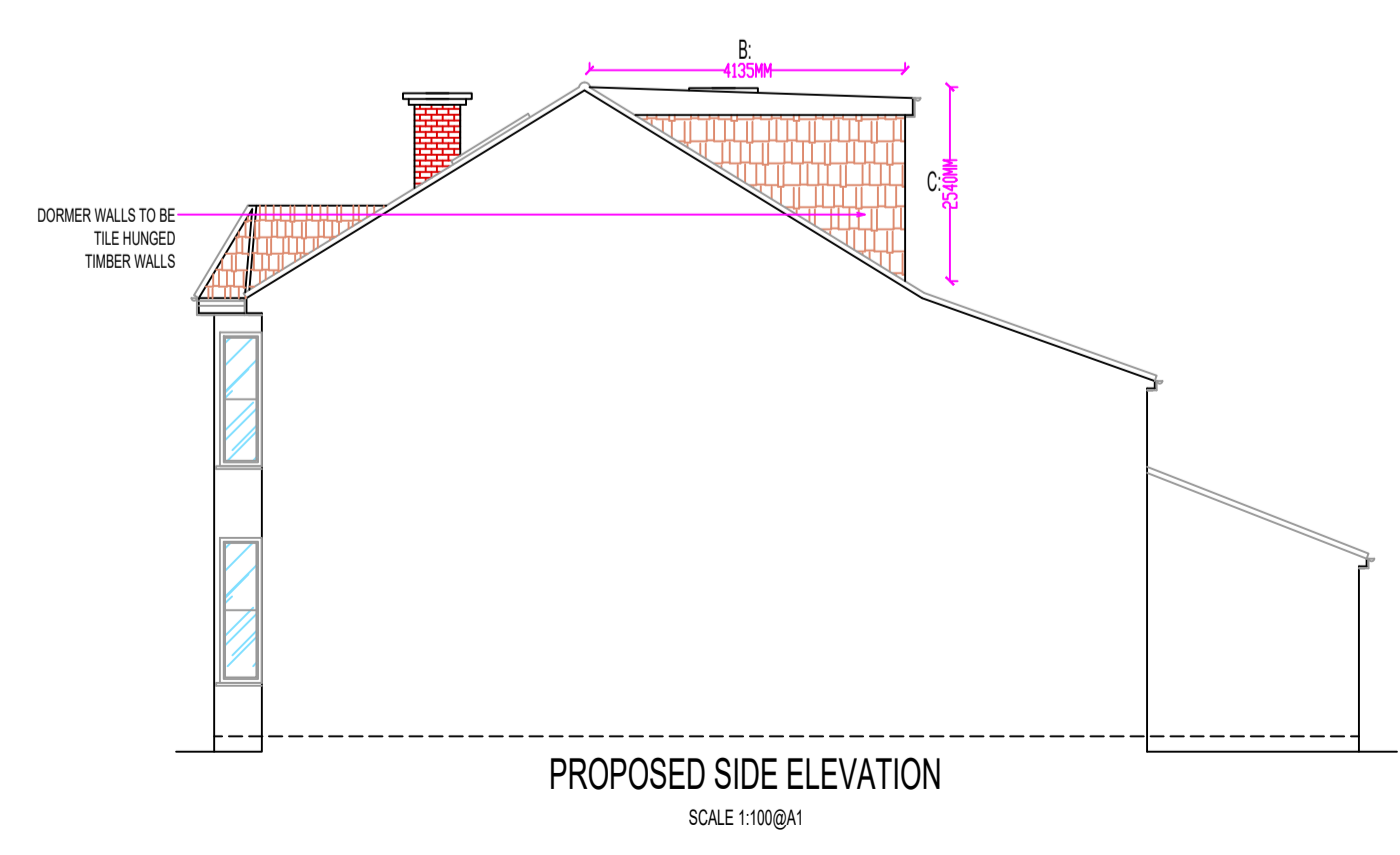 B:
4135MM
C:
2540MM
DORMER WALLS TO BE
TILE HUNGED
TIMBER WALLS
PROPOSED SIDE ELEVATION
SCALE 1:100@A1